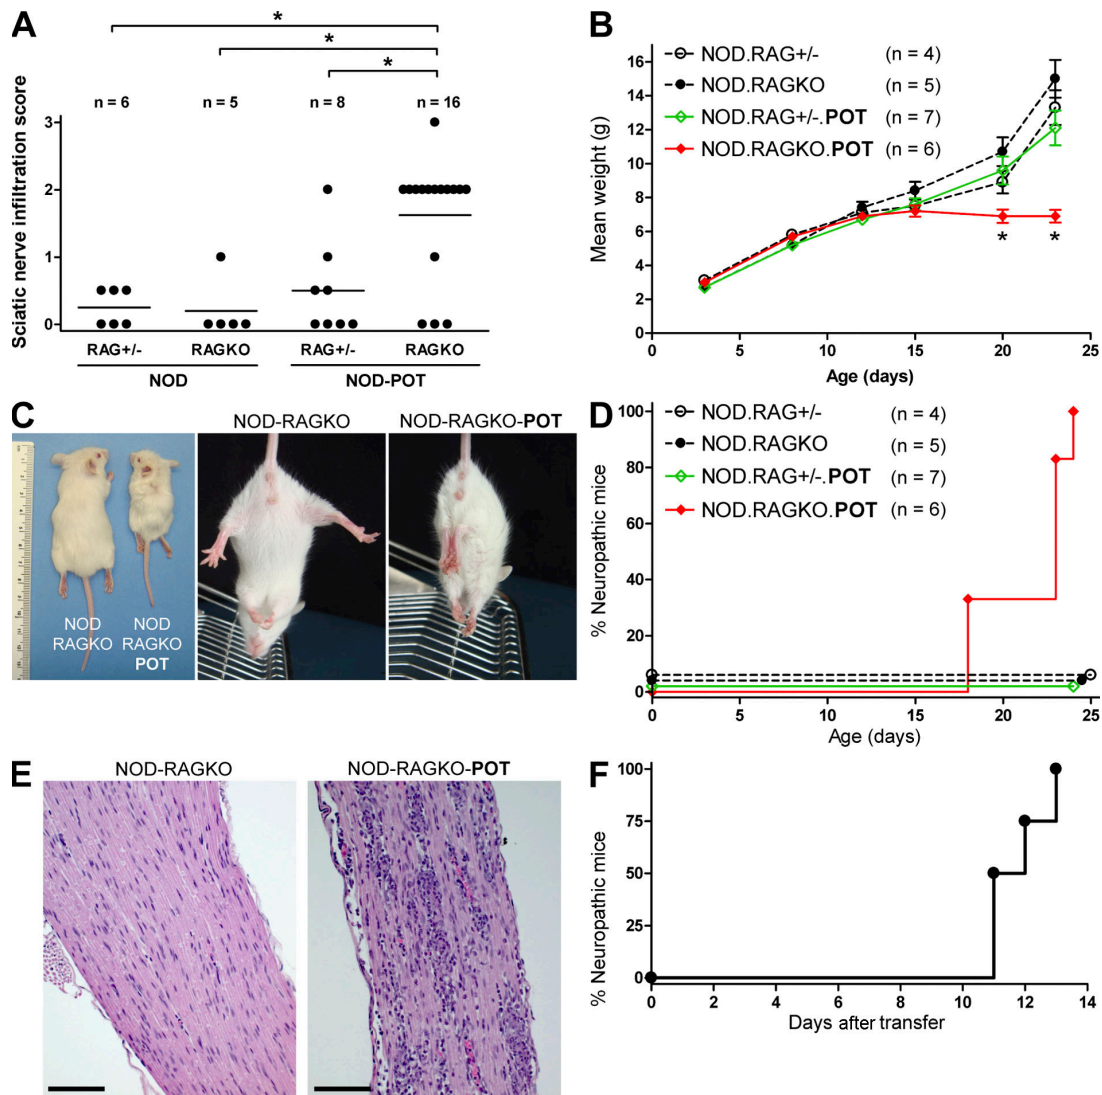 A
* 
*
*
n = 6 n = 5 n = 8 n = 16
Sciatic nerve infiltration score
3
2
1
0
RAG+/- RAGKO RAG+/- RAGKO
NOD NOD-POT
B
NOD.RAG+/- (n = 4)
NOD.RAGKO (n = 5)
NOD.RAG+/-.POT (n = 7)
NOD.RAGKO.POT (n = 6)
Mean weight (g)
16
14
12
10
8
6
4
2
0
* *
0 5 10 15 20 25
Age (days)
C
NOD-RAGKO NOD-RAGKO-POT
NOD
RAGKO
NOD
RAGKO
POT
D
NOD.RAG+/- (n = 4)
NOD.RAGKO (n = 5)
NOD.RAG+/-.POT (n = 7)
NOD.RAGKO.POT (n = 6)
% Neuropathic mice
100
80
60
40
20
0
0 5 10 15 20 25
Age (days)
E
NOD-RAGKO NOD-RAGKO-POT
F
% Neuropathic mice
100
75
50
25
0
0 2 4 6 8 10 12 14
Days after transfer